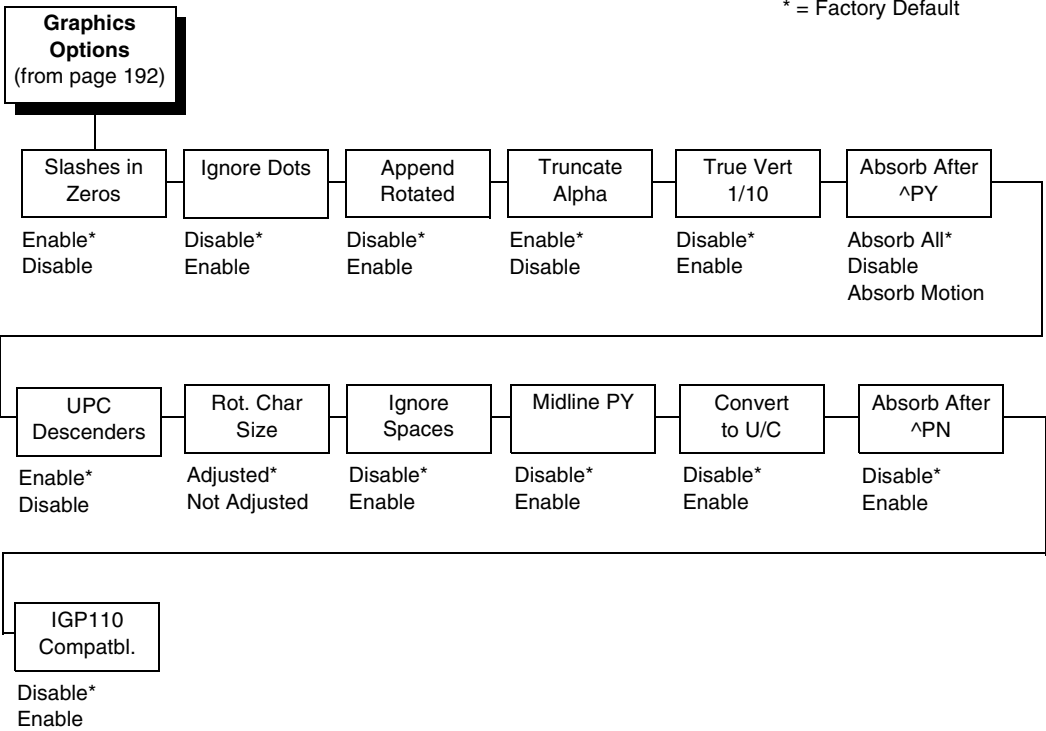 * = Factory Default
Graphics
Options
(from page 192)
Slashes in
Zeros
Enable*
Disable
Ignore Dots
Disable*
Enable
Append
Rotated
Disable*
Enable
Truncate
Alpha
Enable*
Disable
True Vert
1/10
Disable*
Enable
Absorb After
^PY
Absorb All*
Disable
Absorb Motion
UPC
Descenders
Enable*
Disable
Rot. Char
Size
Adjusted*
Not Adjusted
Ignore
Spaces
Disable*
Enable
Midline PY
Disable*
Enable
Convert
to U/C
Disable*
Enable
Absorb After
^PN
Disable*
Enable
IGP110
Compatbl.
Disable*
Enable